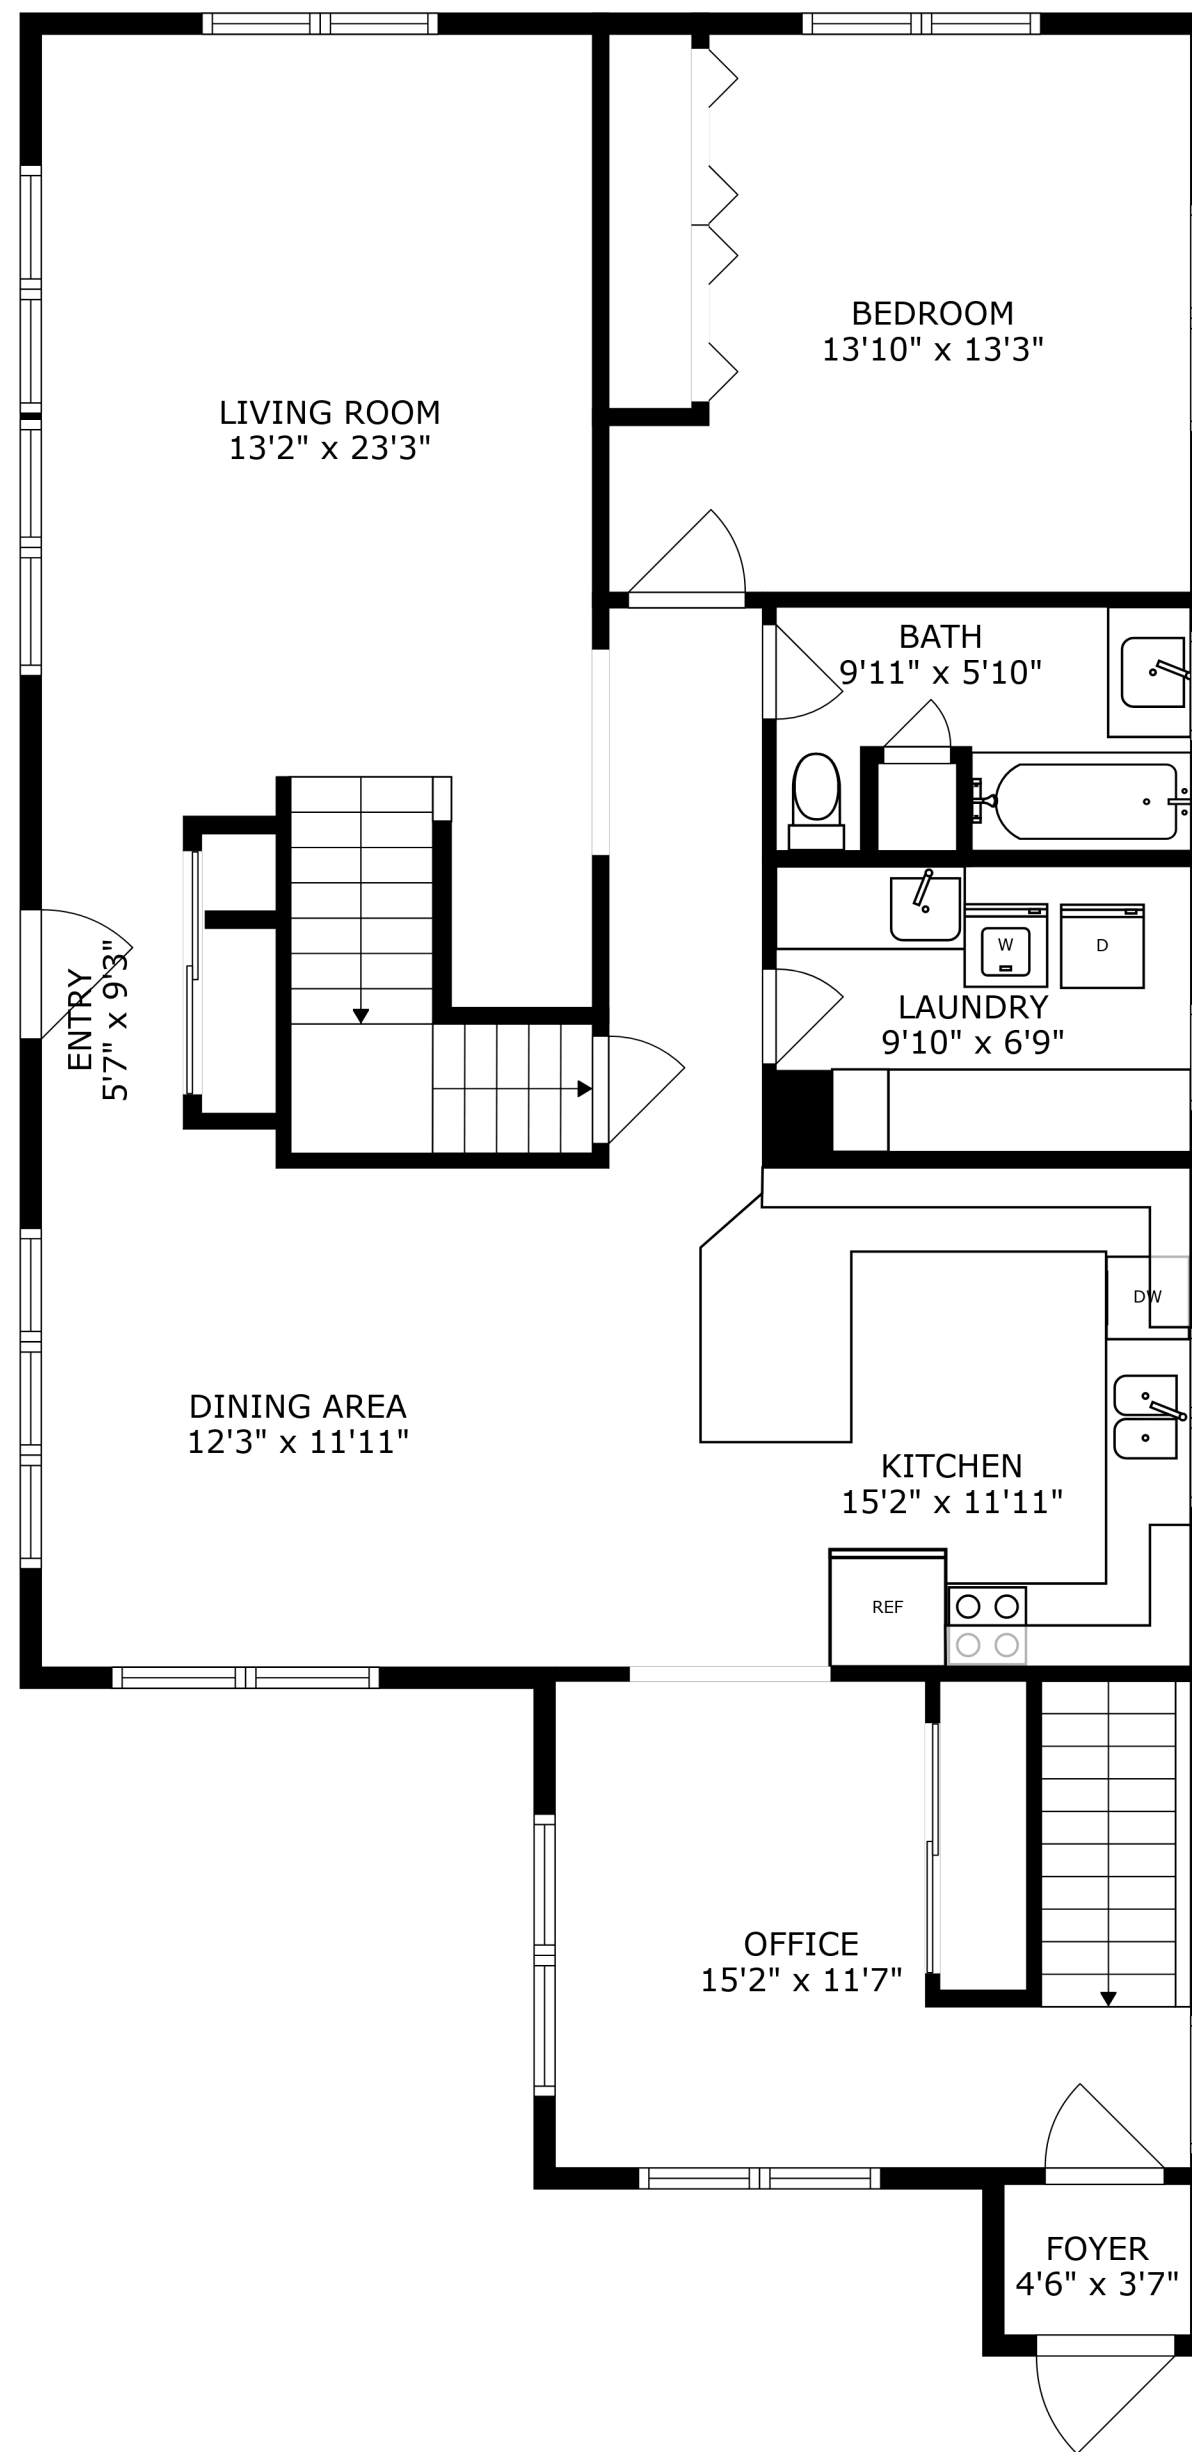 BEDROOM
13'10" x 13'3"
LIVING ROOM
13'2" x 23'3"
BATH
9'11" x 5'10"
W
D
LAUNDRY
9'10" x 6'9"
ENTRY
5'7" x 9'3"
DW
DINING AREA
12'3" x 11'11"
KITCHEN
15'2" x 11'11"
REF
OFFICE
15'2" x 11'7"
FOYER
4'6" x 3'7"